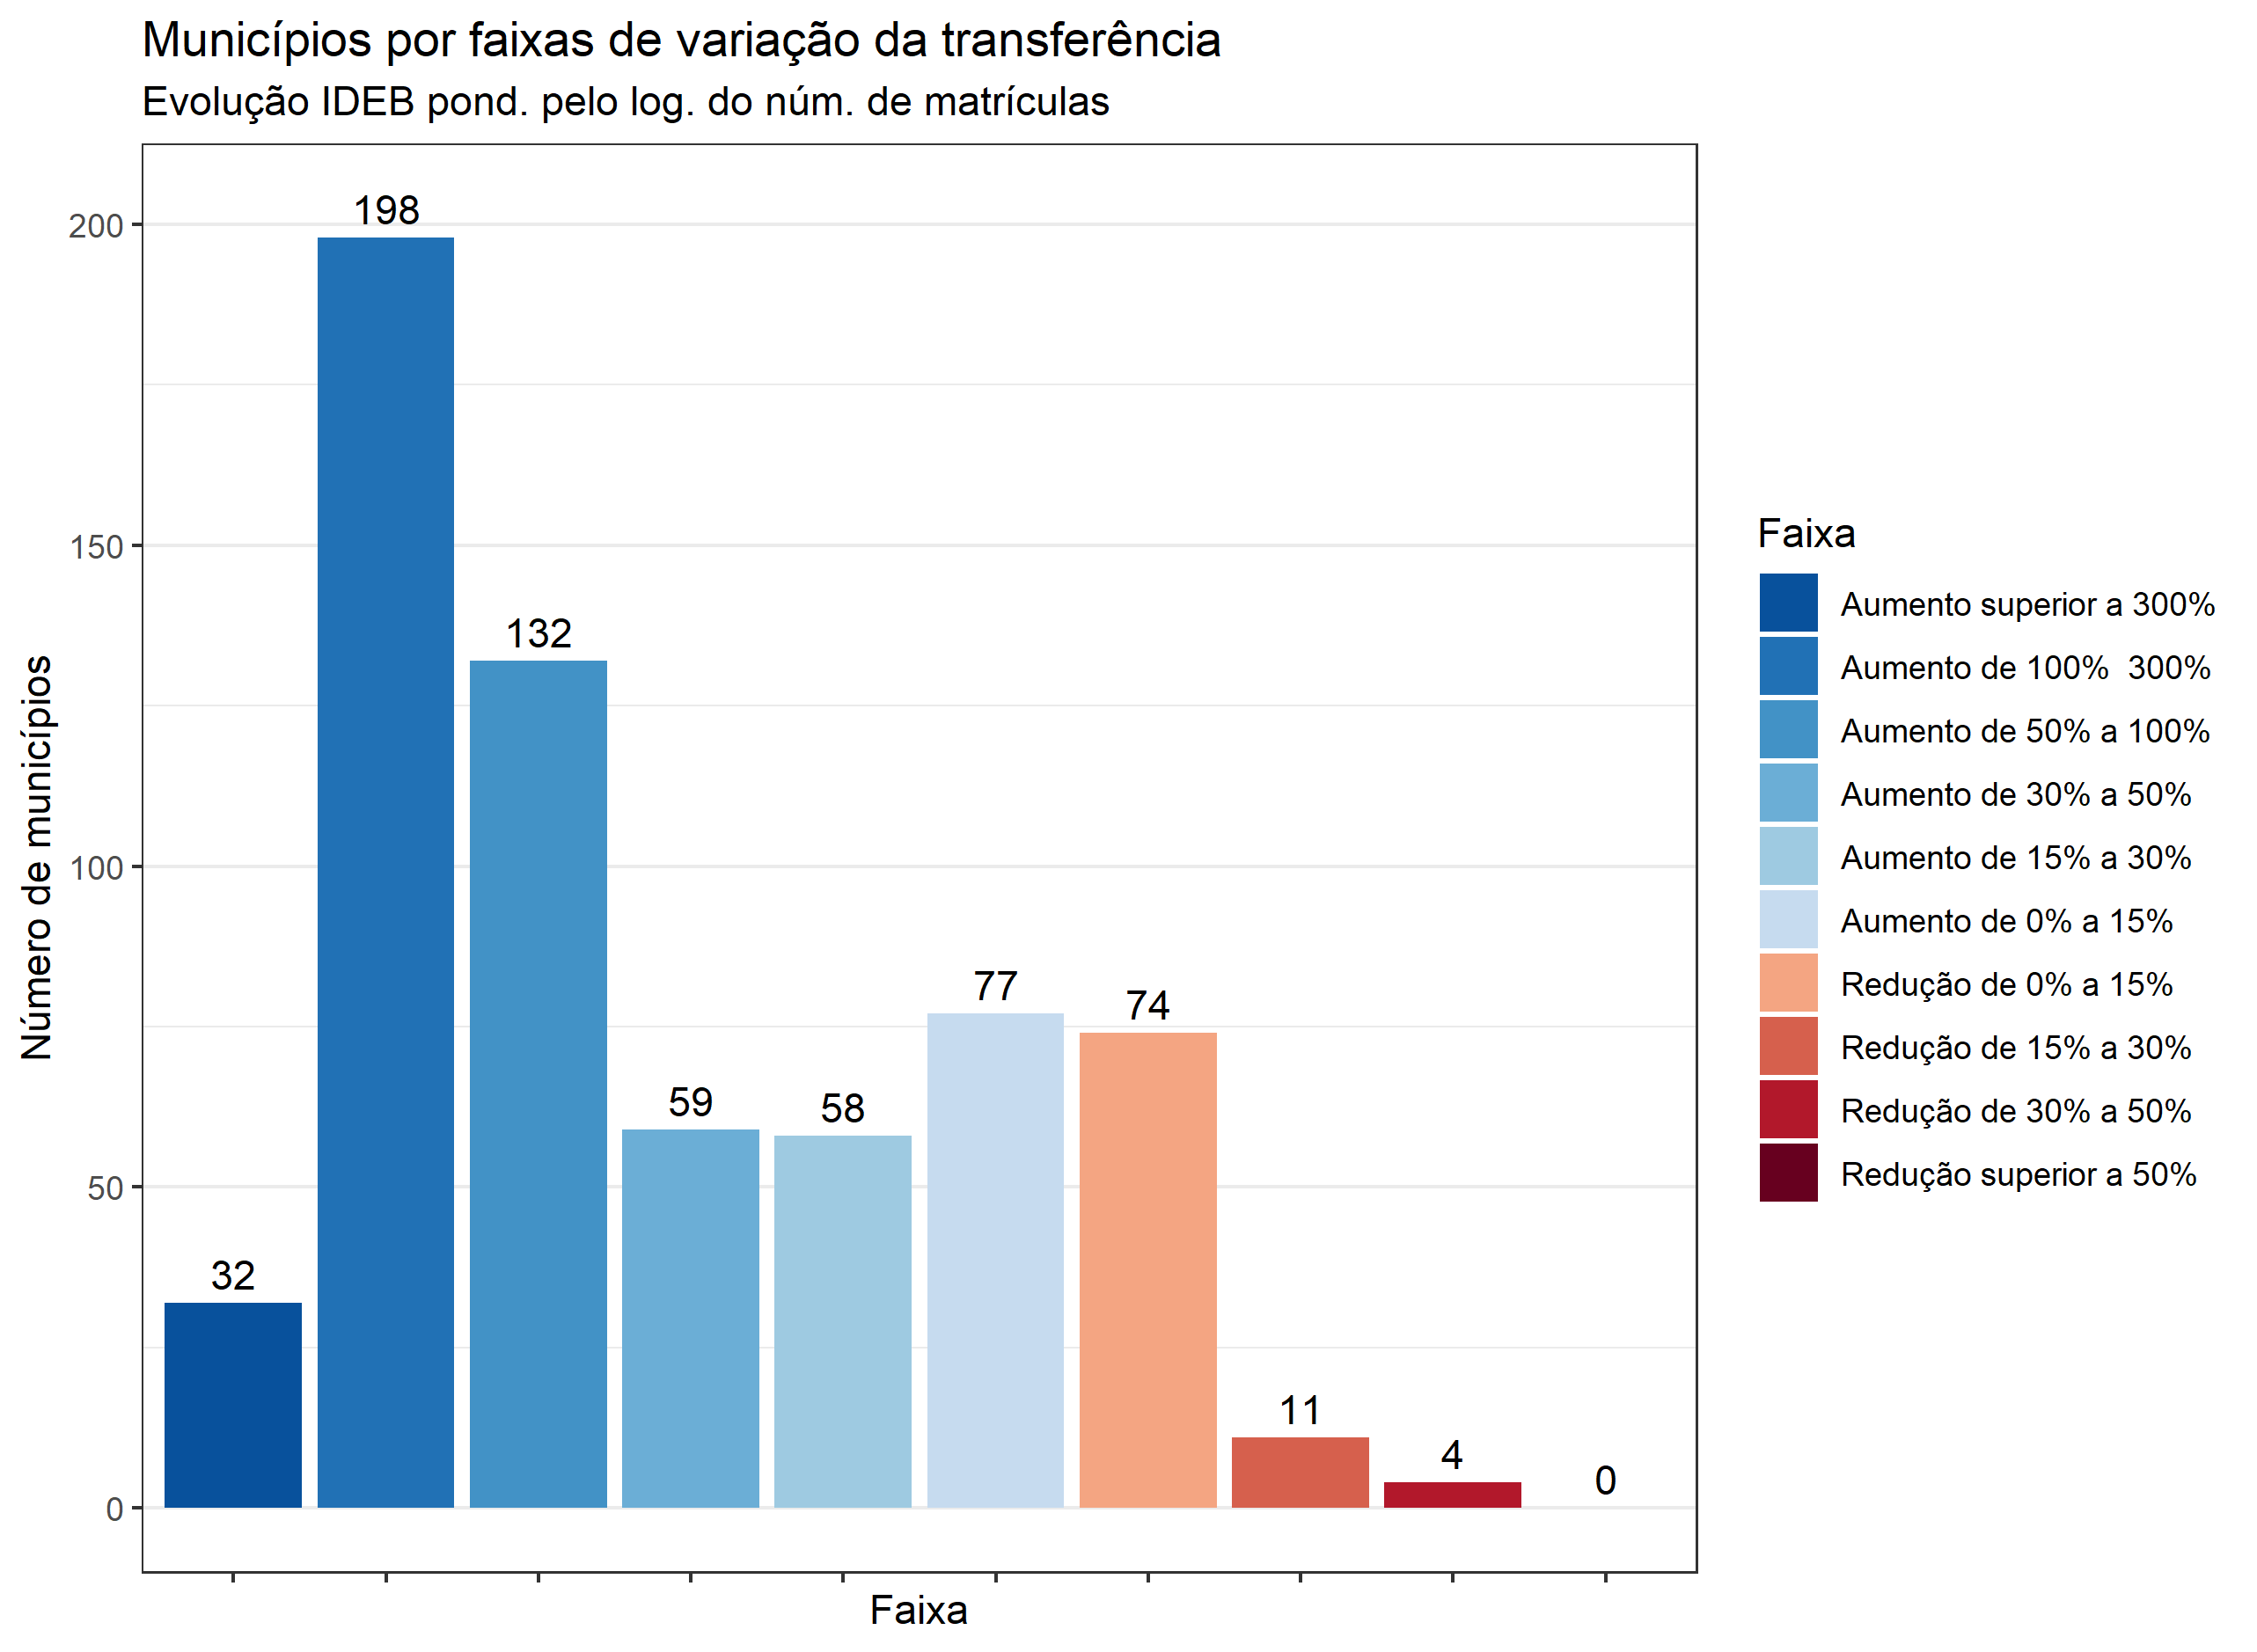 Municípios por faixas de variação da transferência
Evolução IDEB pond. pelo log. do núm. de matrículas
Número de municípios
200
150
100
50
0
198
132
59
58
77
74
32
11
4
0
Faixa
Faixa
Aumento superior a 300%
Aumento de 100%  300%
Aumento de 50% a 100%
Aumento de 30% a 50%
Aumento de 15% a 30%
Aumento de 0% a 15%
Redução de 0% a 15%
Redução de 15% a 30%
Redução de 30% a 50%
Redução superior a 50%